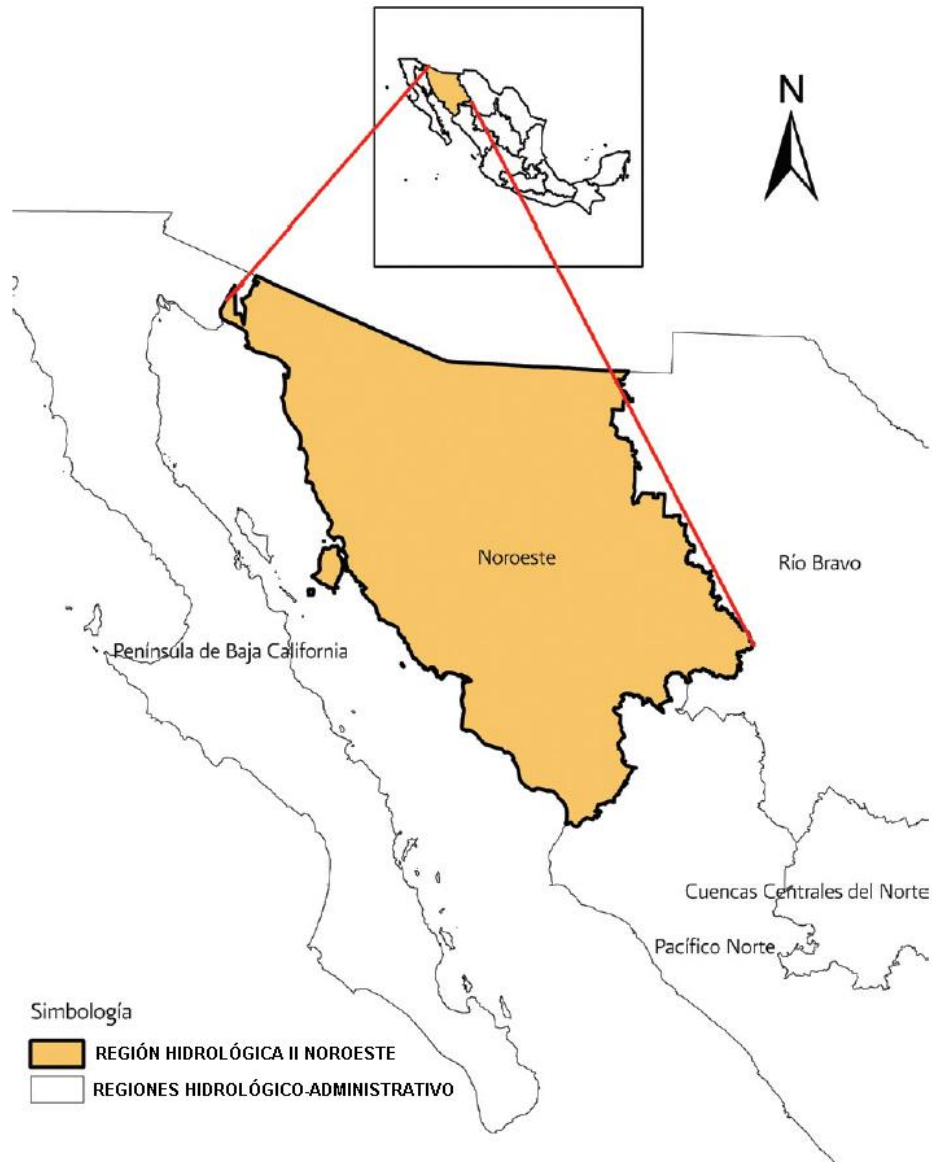 N
Noroeste
Río Bravo
Península de Baja California
Cuencas Centrales del Norte
Pacífico Norte
Simbología
REGIÓN HIDROLÓGICA II NOROESTE
REGIONES HIDROLÓGICO-ADMINISTRATIVO